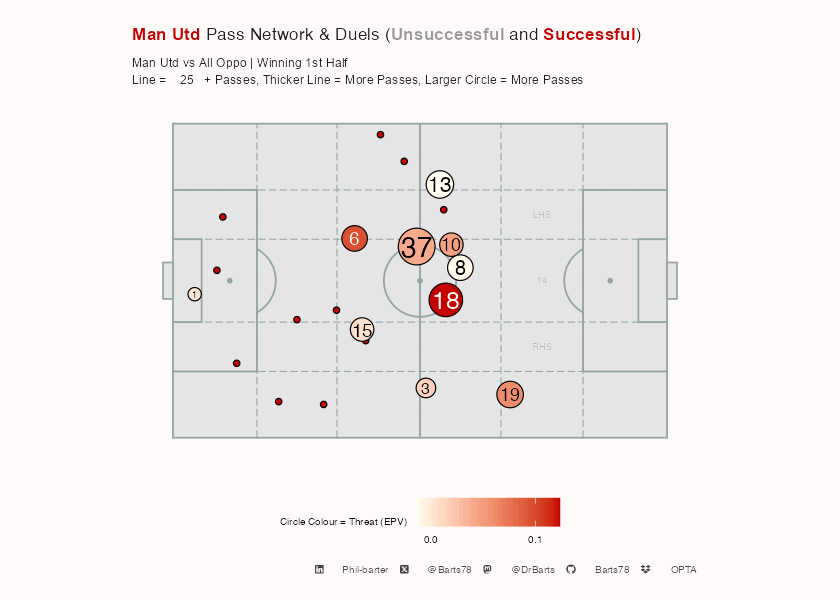 Man Utd Pass Network & Duels (Unsuccessful and Successful)
Man Utd vs All Oppo | Winning 1st Half
Line = 25 + Passes, Thicker Line = More Passes, Larger Circle = More Passes
13
LHS
6
37
10
8
14
1
18
15
RHS
3
19
Circle Colour = Threat (EPV)
0.0 0.1
Phil-barter @Barts78 @DrBarts Barts78 OPTA